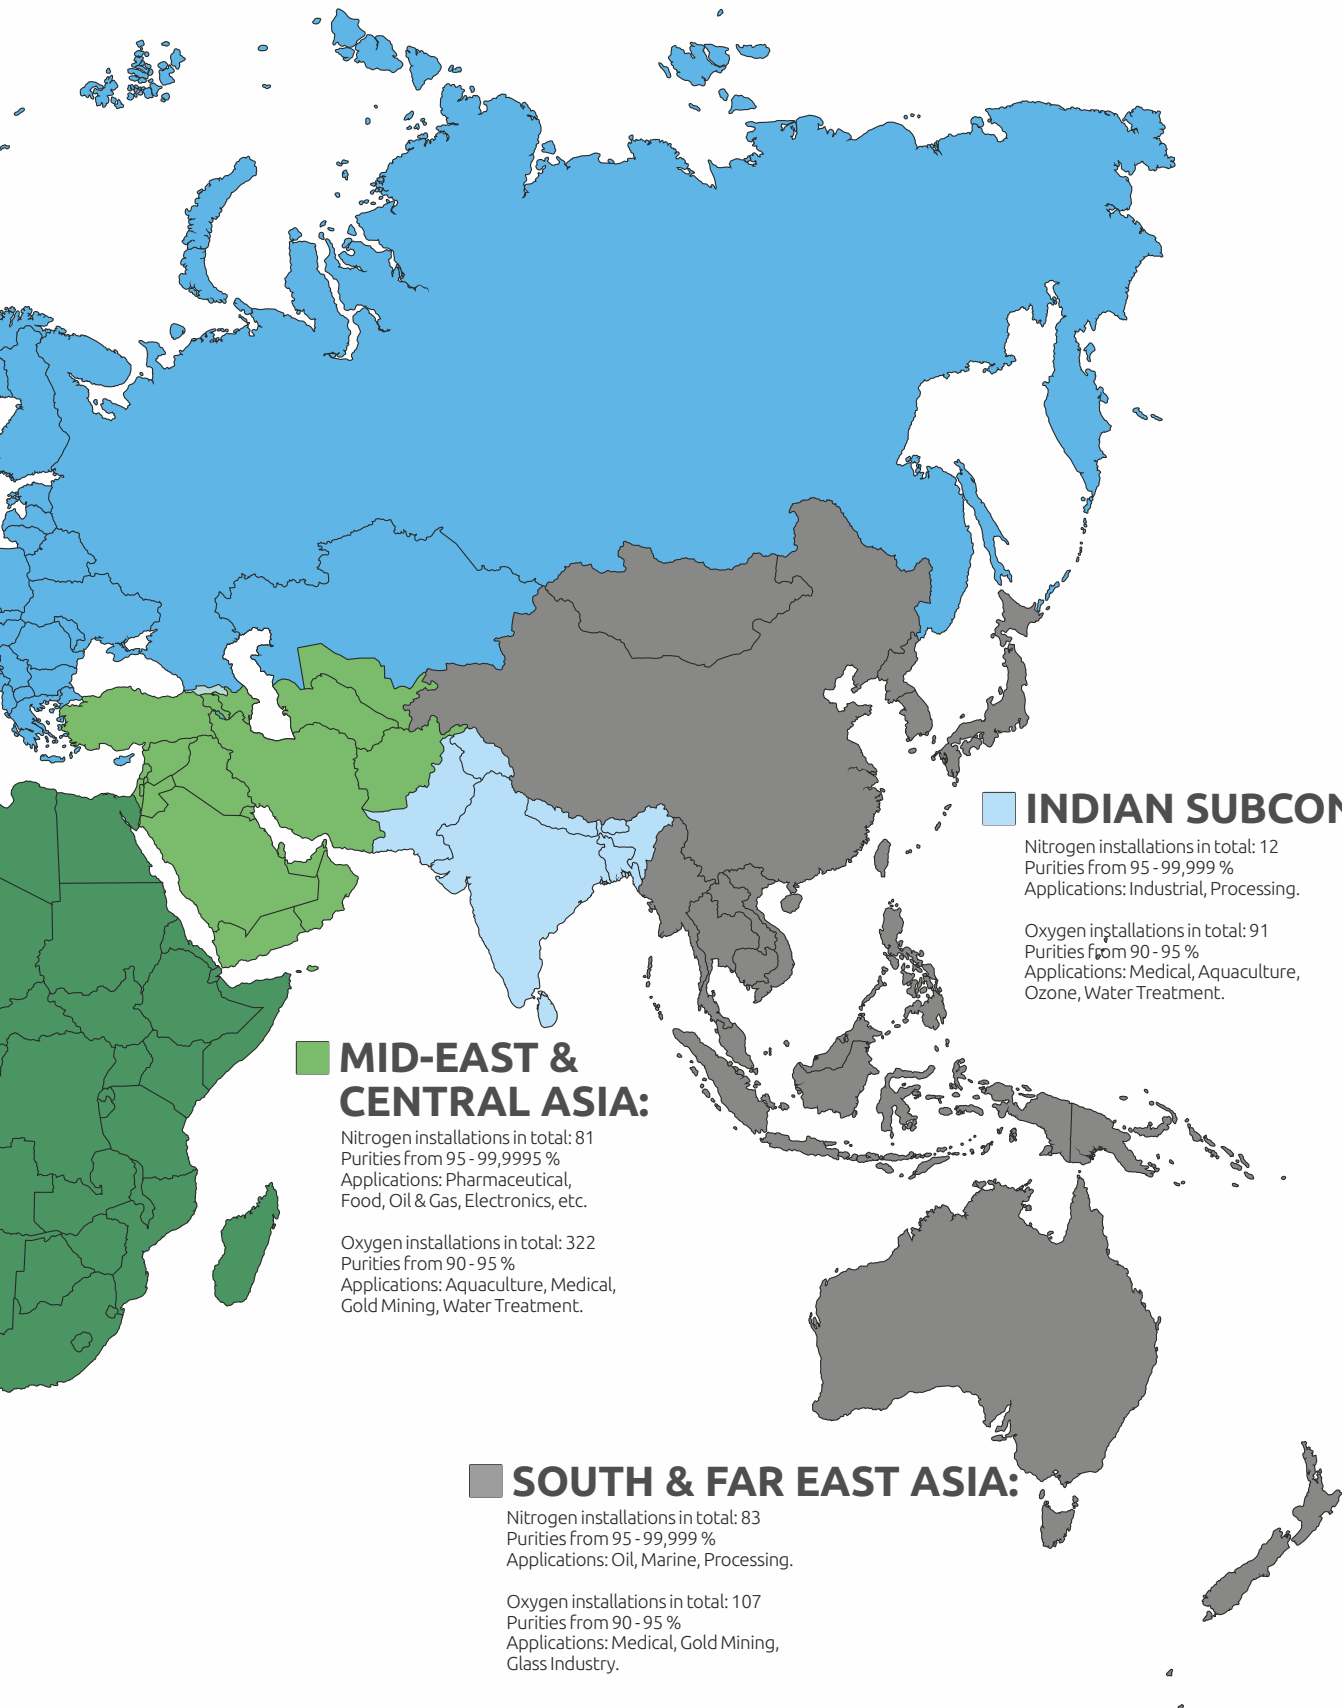 INDIAN SUBCON
Nitrogen installations in total: 12
Purities from 95 - 99,999 %
Applications: Industrial, Processing.
Oxygen installations in total: 91
Purities from 90 - 95 %
Applications: Medical, Aquaculture,
Ozone, Water Treatment.
MID-EAST &
CENTRAL ASIA:
Nitrogen installations in total: 81
Purities from 95 - 99,9995 %
Applications: Pharmaceutical,
Food, Oil & Gas, Electronics, etc.
Oxygen installations in total: 322
Purities from 90 - 95 %
Applications: Aquaculture, Medical,
Gold Mining, Water Treatment.
SOUTH & FAR EAST ASIA:
Nitrogen installations in total: 83
Purities from 95 - 99,999 %
Applications: Oil, Marine, Processing.
Oxygen installations in total: 107
Purities from 90 - 95 %
Applications: Medical, Gold Mining,
Glass Industry.